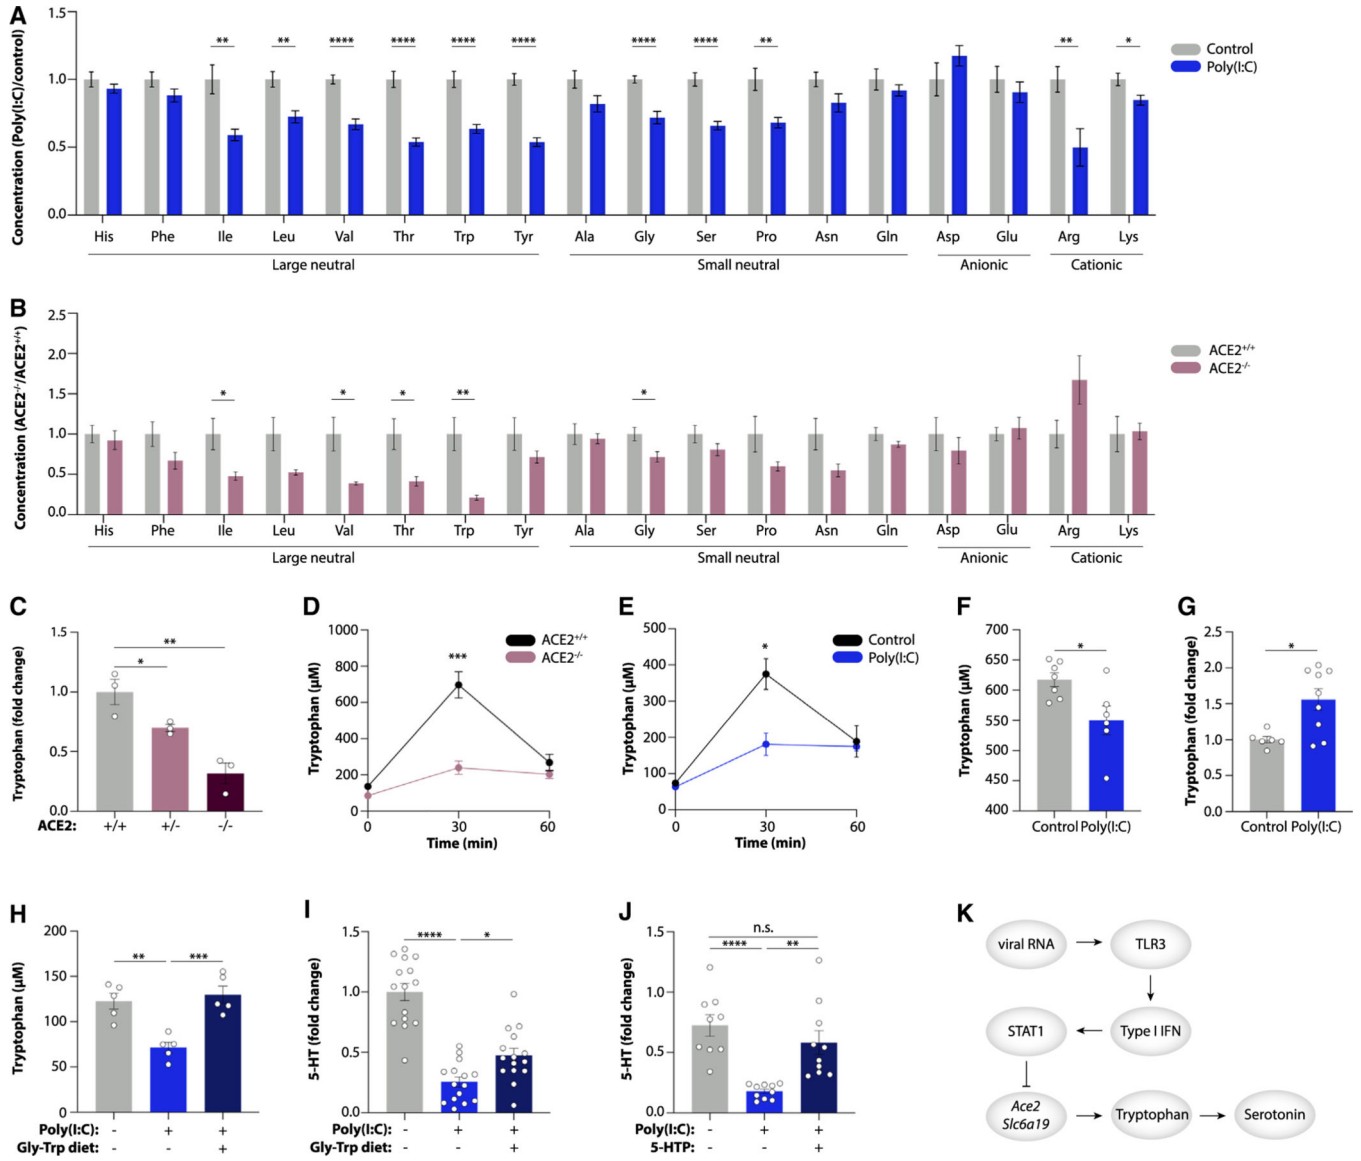 A
Concentration (Poly(I:C)/control)
1.5
1.0
0.5
0.0
** ** **** **** **** **** **** **** ** ** *
Control
Poly(I:C)
His Phe Ile Leu Val Thr Trp Tyr Ala Gly Ser Pro Asn Gln Asp Glu Arg Lys
Large neutral Small neutral Anionic Cationic
B
Concentration (ACE2-/-/ACE2+/+)
2.5
2.0
1.5
1.0
0.5
0.0
* * * ** *
ACE2+/+
ACE2-/-
His Phe Ile Leu Val Thr Trp Tyr Ala Gly Ser Pro Asn Gln Asp Glu Arg Lys
Large neutral Small neutral Anionic Cationic
C
Tryptophan (fold change)
1.5
1.0
0.5
0.0
**
*
ACE2: +/+ +/- -/-
D
Tryptophan (µM)
1000
800
600
400
200
0
***
ACE2+/+
ACE2-/-
0 30 60
Time (min)
E
Tryptophan (µM)
500
400
300
200
100
0
*
Control
Poly(I:C)
0 30 60
Time (min)
F
Tryptophan (µM)
700
650
600
550
500
450
400
*
Control Poly(I:C)
G
Tryptophan (fold change)
2.5
2.0
1.5
1.0
0.5
0.0
*
Control Poly(I:C)
H
Tryptophan (µM)
200
150
100
50
0
** ***
Poly(I:C): - + +
Gly-Trp diet: - - +
I
5-HT (fold change)
1.5
1.0
0.5
0.0
**** *
Poly(I:C): - + +
Gly-Trp diet: - - +
J
5-HT (fold change)
1.5
1.0
0.5
0.0
n.s.
**** **
Poly(I:C): - + +
5-HTP: - - +
K
viral RNA TLR3
STAT1 Type I IFN
Ace2
Slc6a19
Tryptophan Serotonin